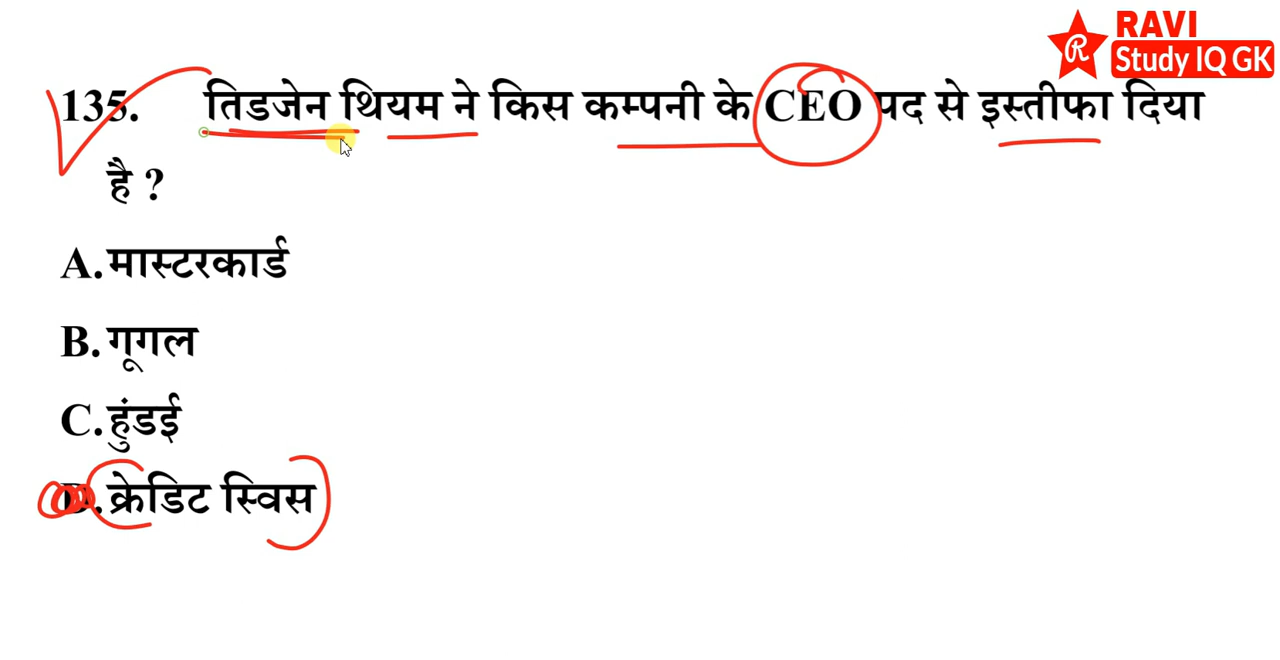 RAVI
Study IQ GK
R
135. तिडजेन थियम ने किस कम्पनी के CEO पद से इस्तीफा दिया
है ?
A. मास्टरकार्ड
B. गूगल
C. हुंडई
D. क्रेडिट स्विस